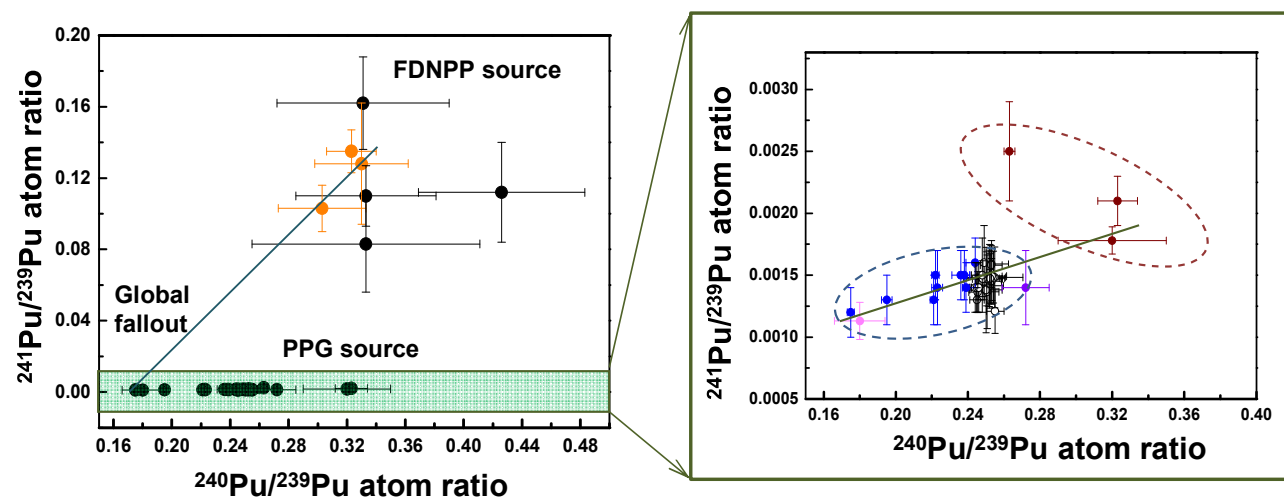 0.20
0.16
0.12
0.08
0.04
0.00
²⁴¹Pu/²³⁹Pu atom ratio
FDNPP source
Global
fallout
PPG source
0.16 0.20 0.24 0.28 0.32 0.36 0.40 0.44 0.48
²⁴⁰Pu/²³⁹Pu atom ratio
0.0030
0.0025
0.0020
0.0015
0.0010
0.0005
²⁴¹Pu/²³⁹Pu atom ratio
0.16 0.20 0.24 0.28 0.32 0.36 0.40
²⁴⁰Pu/²³⁹Pu atom ratio